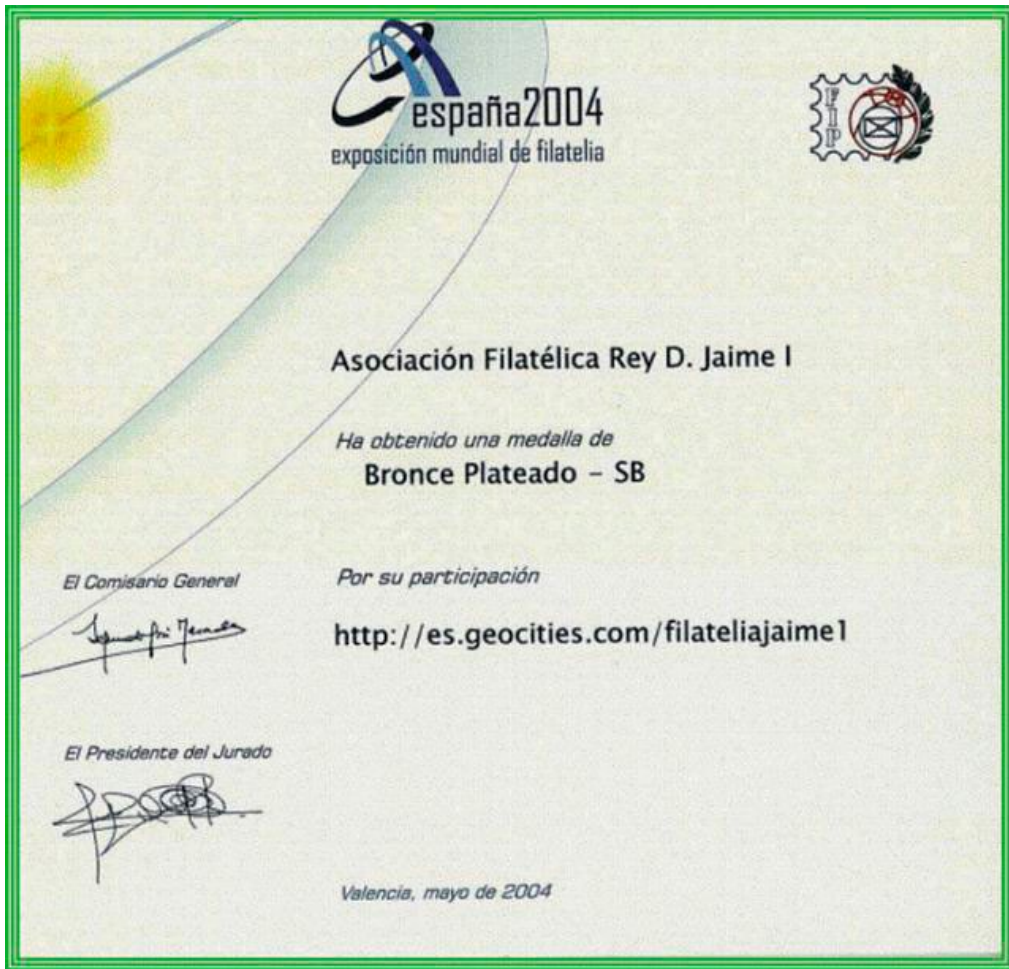 españa2004
exposición mundial de filatelia
FIP
Asociación Filatélica Rey D. Jaime I
Ha obtenido una medalla de
Bronce Plateado – SB
El Comisario General
Por su participación
http://es.geocities.com/filateliajaime1
El Presidente del Jurado
Valencia, mayo de 2004